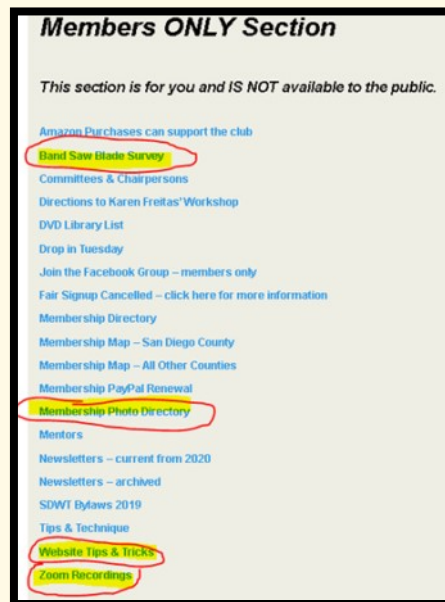 Members ONLY Section
This section is for you and IS NOT available to the public.
Amazon Purchases can support the club
Band Saw Blade Survey
Committees & Chairpersons
Directions to Karen Freitas' Workshop
DVD Library List
Drop in Tuesday
Join the Facebook Group – members only
Fair Signup Cancelled – click here for more information
Membership Directory
Membership Map – San Diego County
Membership Map – All Other Counties
Membership PayPal Renewal
Membership Photo Directory
Mentors
Newsletters – current from 2020
Newsletters – archived
SDWT Bylaws 2019
Tips & Technique
Website Tips & Tricks
Zoom Recordings